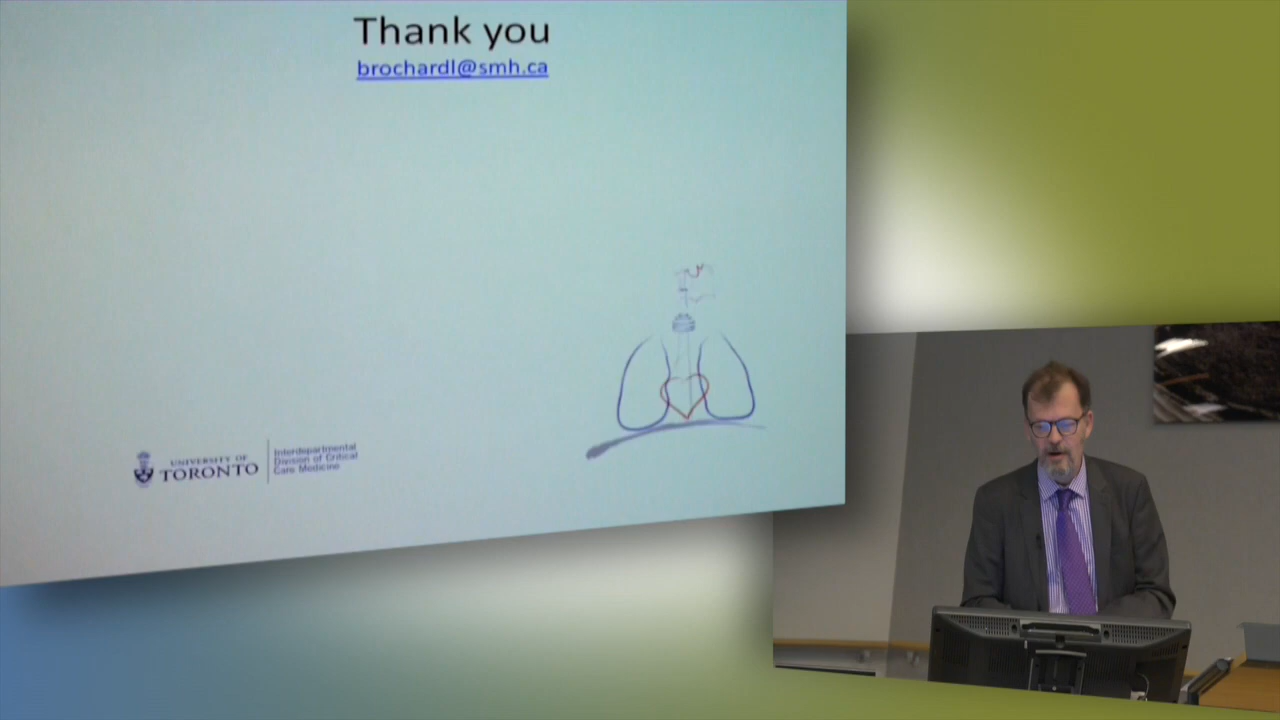 Thank you
brochardl@smh.ca
UNIVERSITY OF
TORONTO
Interdepartmental
Division of Critical
Care Medicine